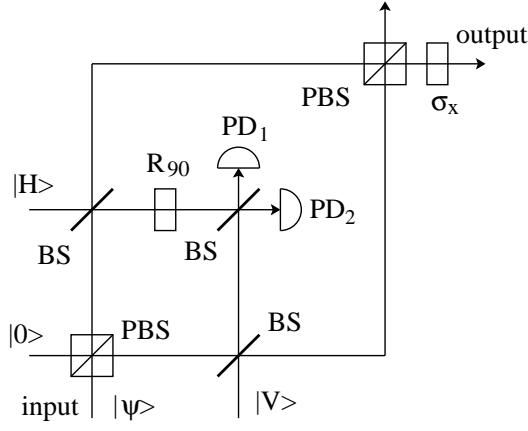 output
PBS
σx
PD1
R90
|H>
PD2
BS
BS
|0>
PBS
BS
input
|ψ>
|V>